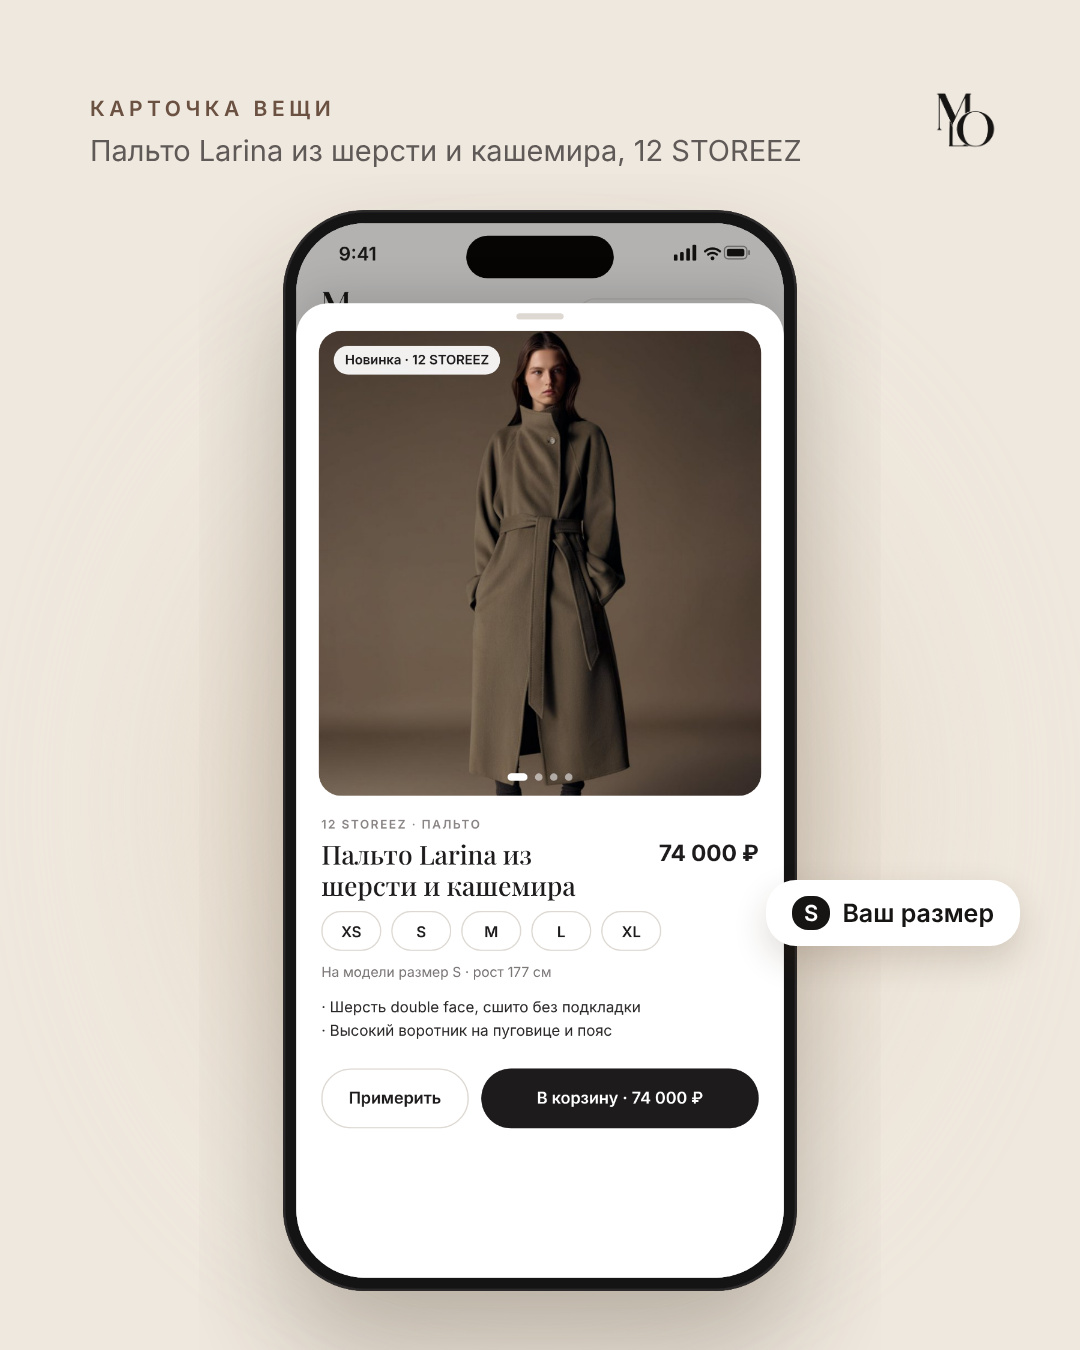 КАРТОЧКА ВЕЩИ
Пальто Larina из шерсти и кашемира, 12 STOREEZ
MLO
9:41
Новинка · 12 STOREEZ
12 STOREEZ · ПАЛЬТО
Пальто Larina из
шерсти и кашемира
74 000 ₽
XS S M L XL
S Ваш размер
На модели размер S · рост 177 см
· Шерсть double face, сшито без подкладки
· Высокий воротник на пуговице и пояс
Примерить
В корзину · 74 000 ₽